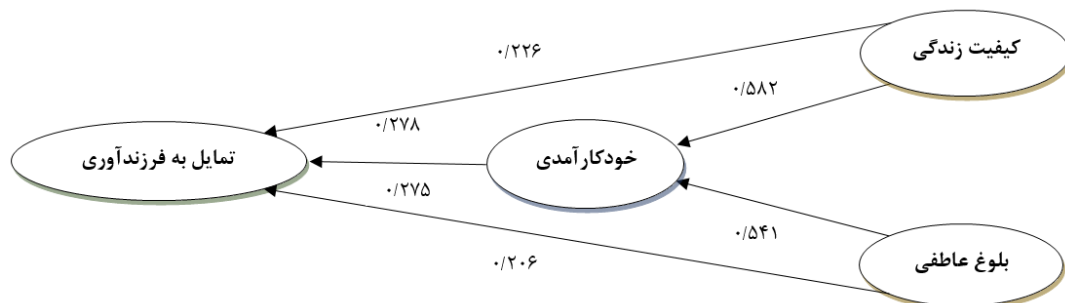 کیفیت زندگی
۰/۲۲۶
۰/۵۸۲
۰/۲۷۸
خودکارآمدی
تمایل به فرزندآوری
۰/۲۷۵
۰/۵۴۱
بلوغ عاطفی
۰/۲۰۶